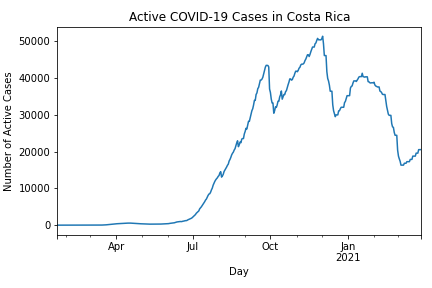 Active COVID-19 Cases in Costa Rica
Number of Active Cases
50000
40000
30000
20000
10000
0
Apr
Jul
Oct
Jan
2021
Day